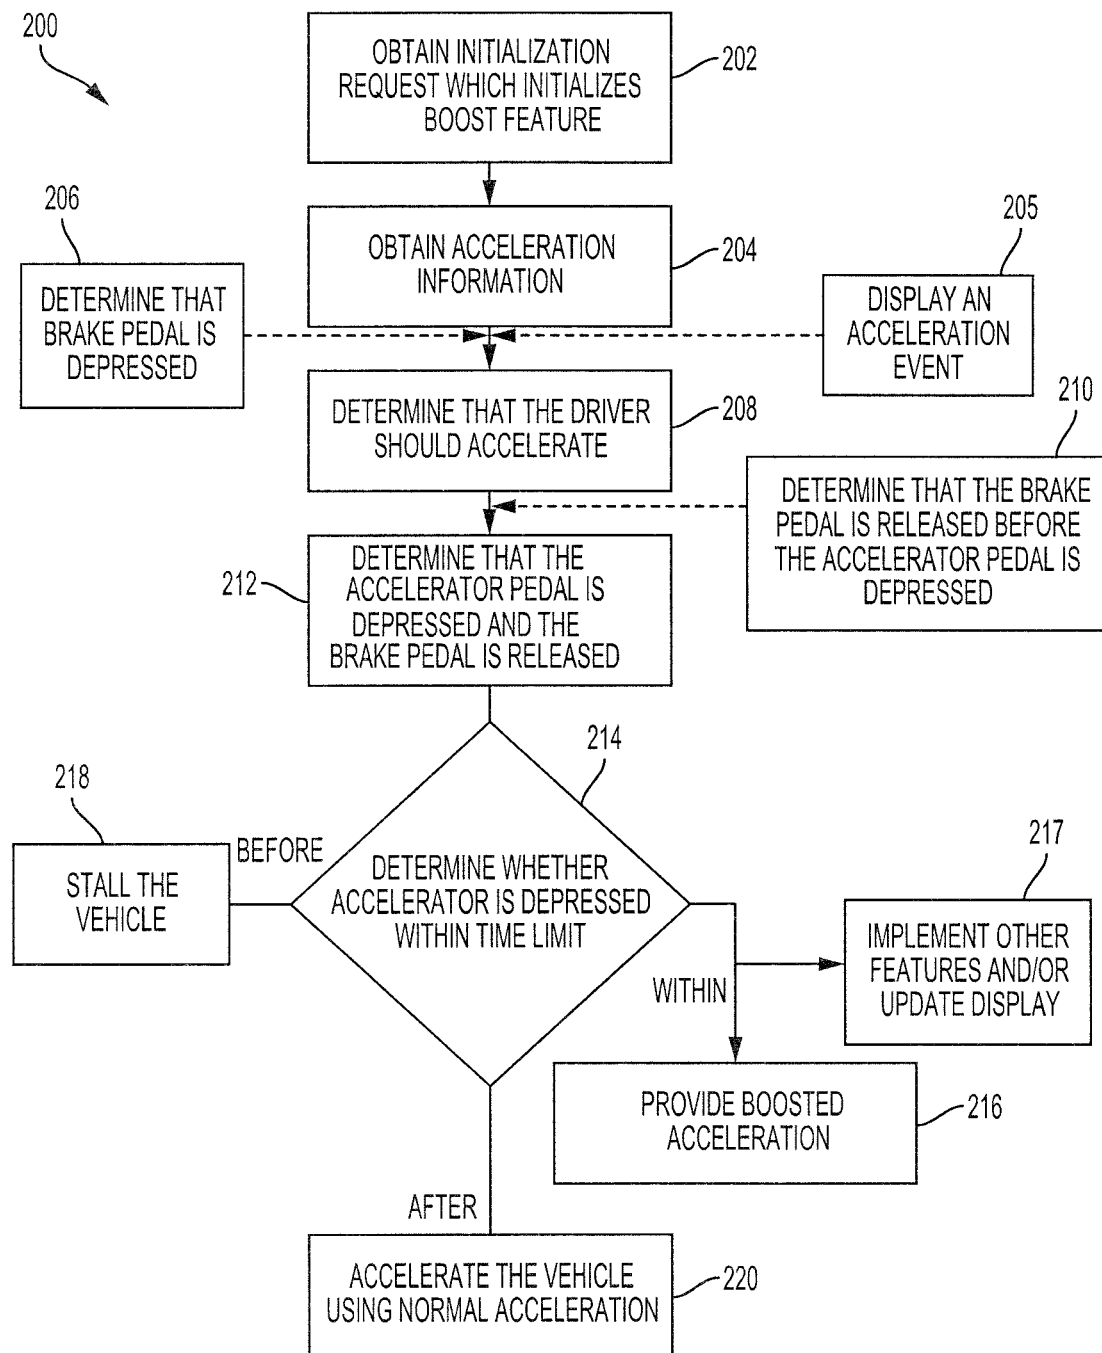 200
OBTAIN INITIALIZATION
REQUEST WHICH INITIALIZES
BOOST FEATURE
202
206
OBTAIN ACCELERATION
INFORMATION
204
205
DETERMINE THAT
BRAKE PEDAL IS
DEPRESSED
DISPLAY AN
ACCELERATION
EVENT
DETERMINE THAT THE DRIVER
SHOULD ACCELERATE
208
210
DETERMINE THAT THE BRAKE
PEDAL IS RELEASED BEFORE
THE ACCELERATOR PEDAL IS
DEPRESSED
212
DETERMINE THAT THE
ACCELERATOR PEDAL IS
DEPRESSED AND THE
BRAKE PEDAL IS RELEASED
214
218
BEFORE
STALL THE
VEHICLE
DETERMINE WHETHER
ACCELERATOR IS DEPRESSED
WITHIN TIME LIMIT
217
WITHIN
IMPLEMENT OTHER
FEATURES AND/OR
UPDATE DISPLAY
PROVIDE BOOSTED
ACCELERATION
216
AFTER
ACCELERATE THE VEHICLE
USING NORMAL ACCELERATION
220